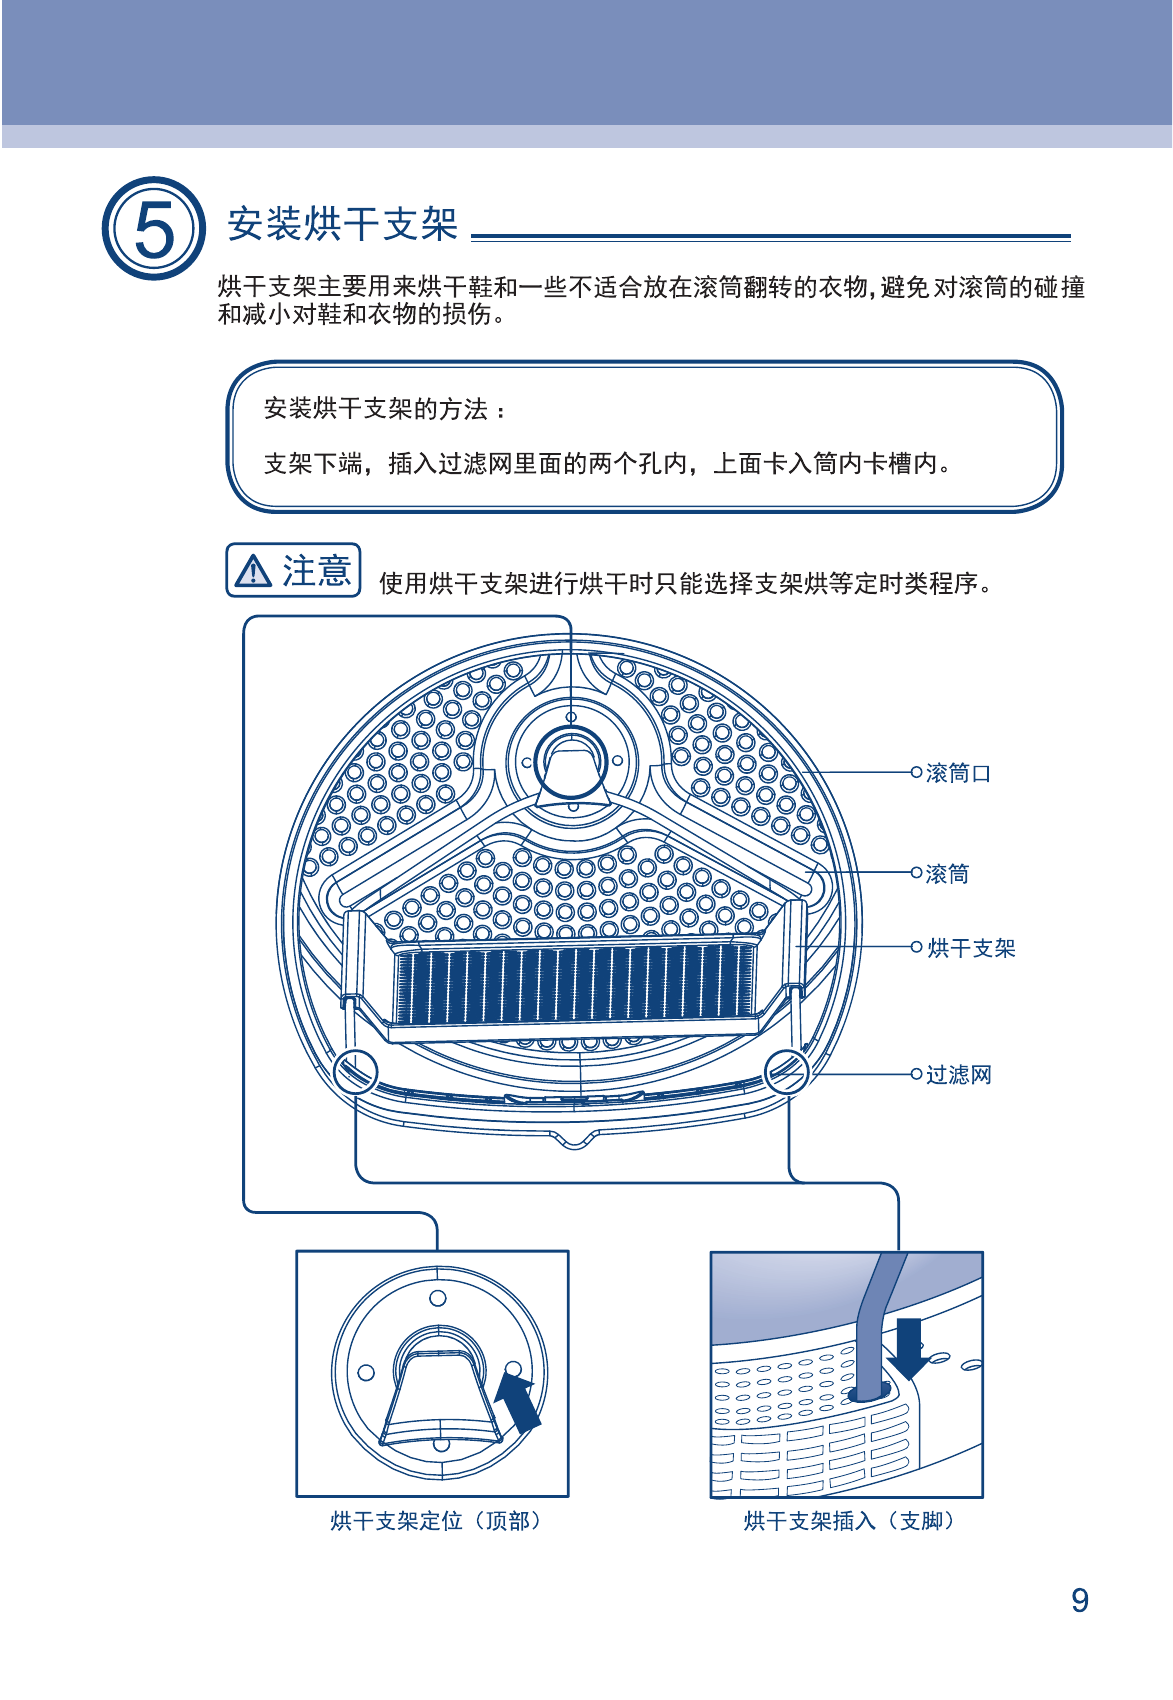 5
安装烘干支架
烘干支架主要用来烘干鞋和一些不适合放在滚筒翻转的衣物,避免对滚筒的碰撞
和减小对鞋和衣物的损伤。
安装烘干支架的方法：
支架下端，插入过滤网里面的两个孔内，上面卡入筒内卡槽内。
注意
使用烘干支架进行烘干时只能选择支架烘等定时类程序。
滚筒口
滚筒
烘干支架
过滤网
烘干支架定位（顶部）
烘干支架插入（支脚）
9